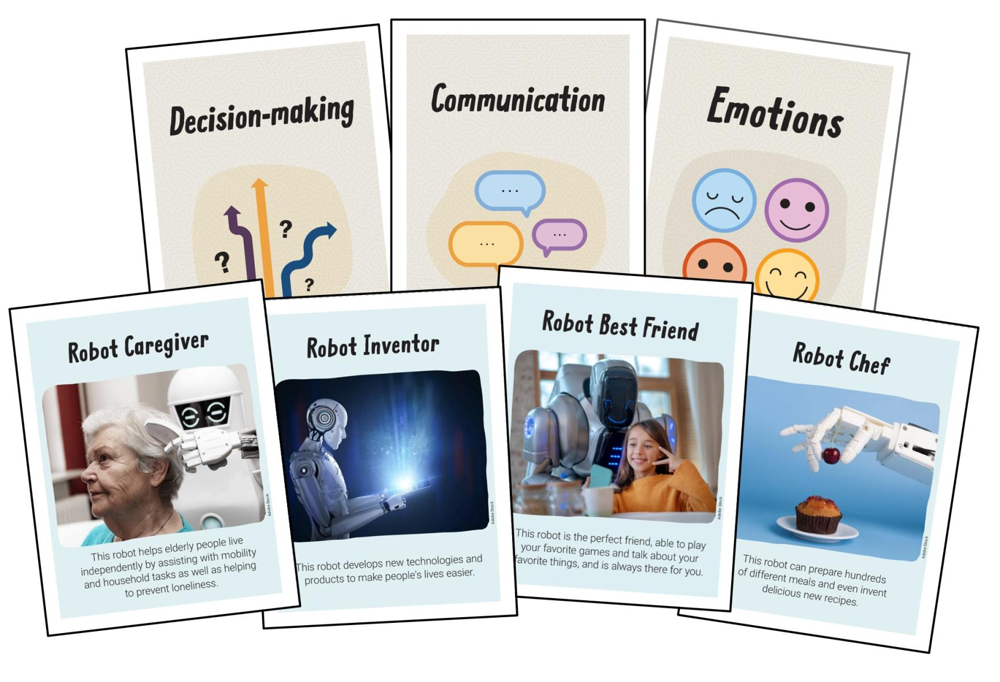 Decision-making
?
?
?
Communication
...
...
...
Emotions
Robot Caregiver
Adobe Stock
This robot helps elderly people live
independently by assisting with mobility
and household tasks as well as helping
to prevent loneliness.
Robot Inventor
Adobe Stock
This robot develops new technologies and
products to make people's lives easier.
Robot Best Friend
Adobe Stock
This robot is the perfect friend, able to play
your favorite games and talk about your
favorite things, and is always there for you.
Robot Chef
Adobe Stock
This robot can prepare hundreds
of different meals and even invent
delicious new recipes.